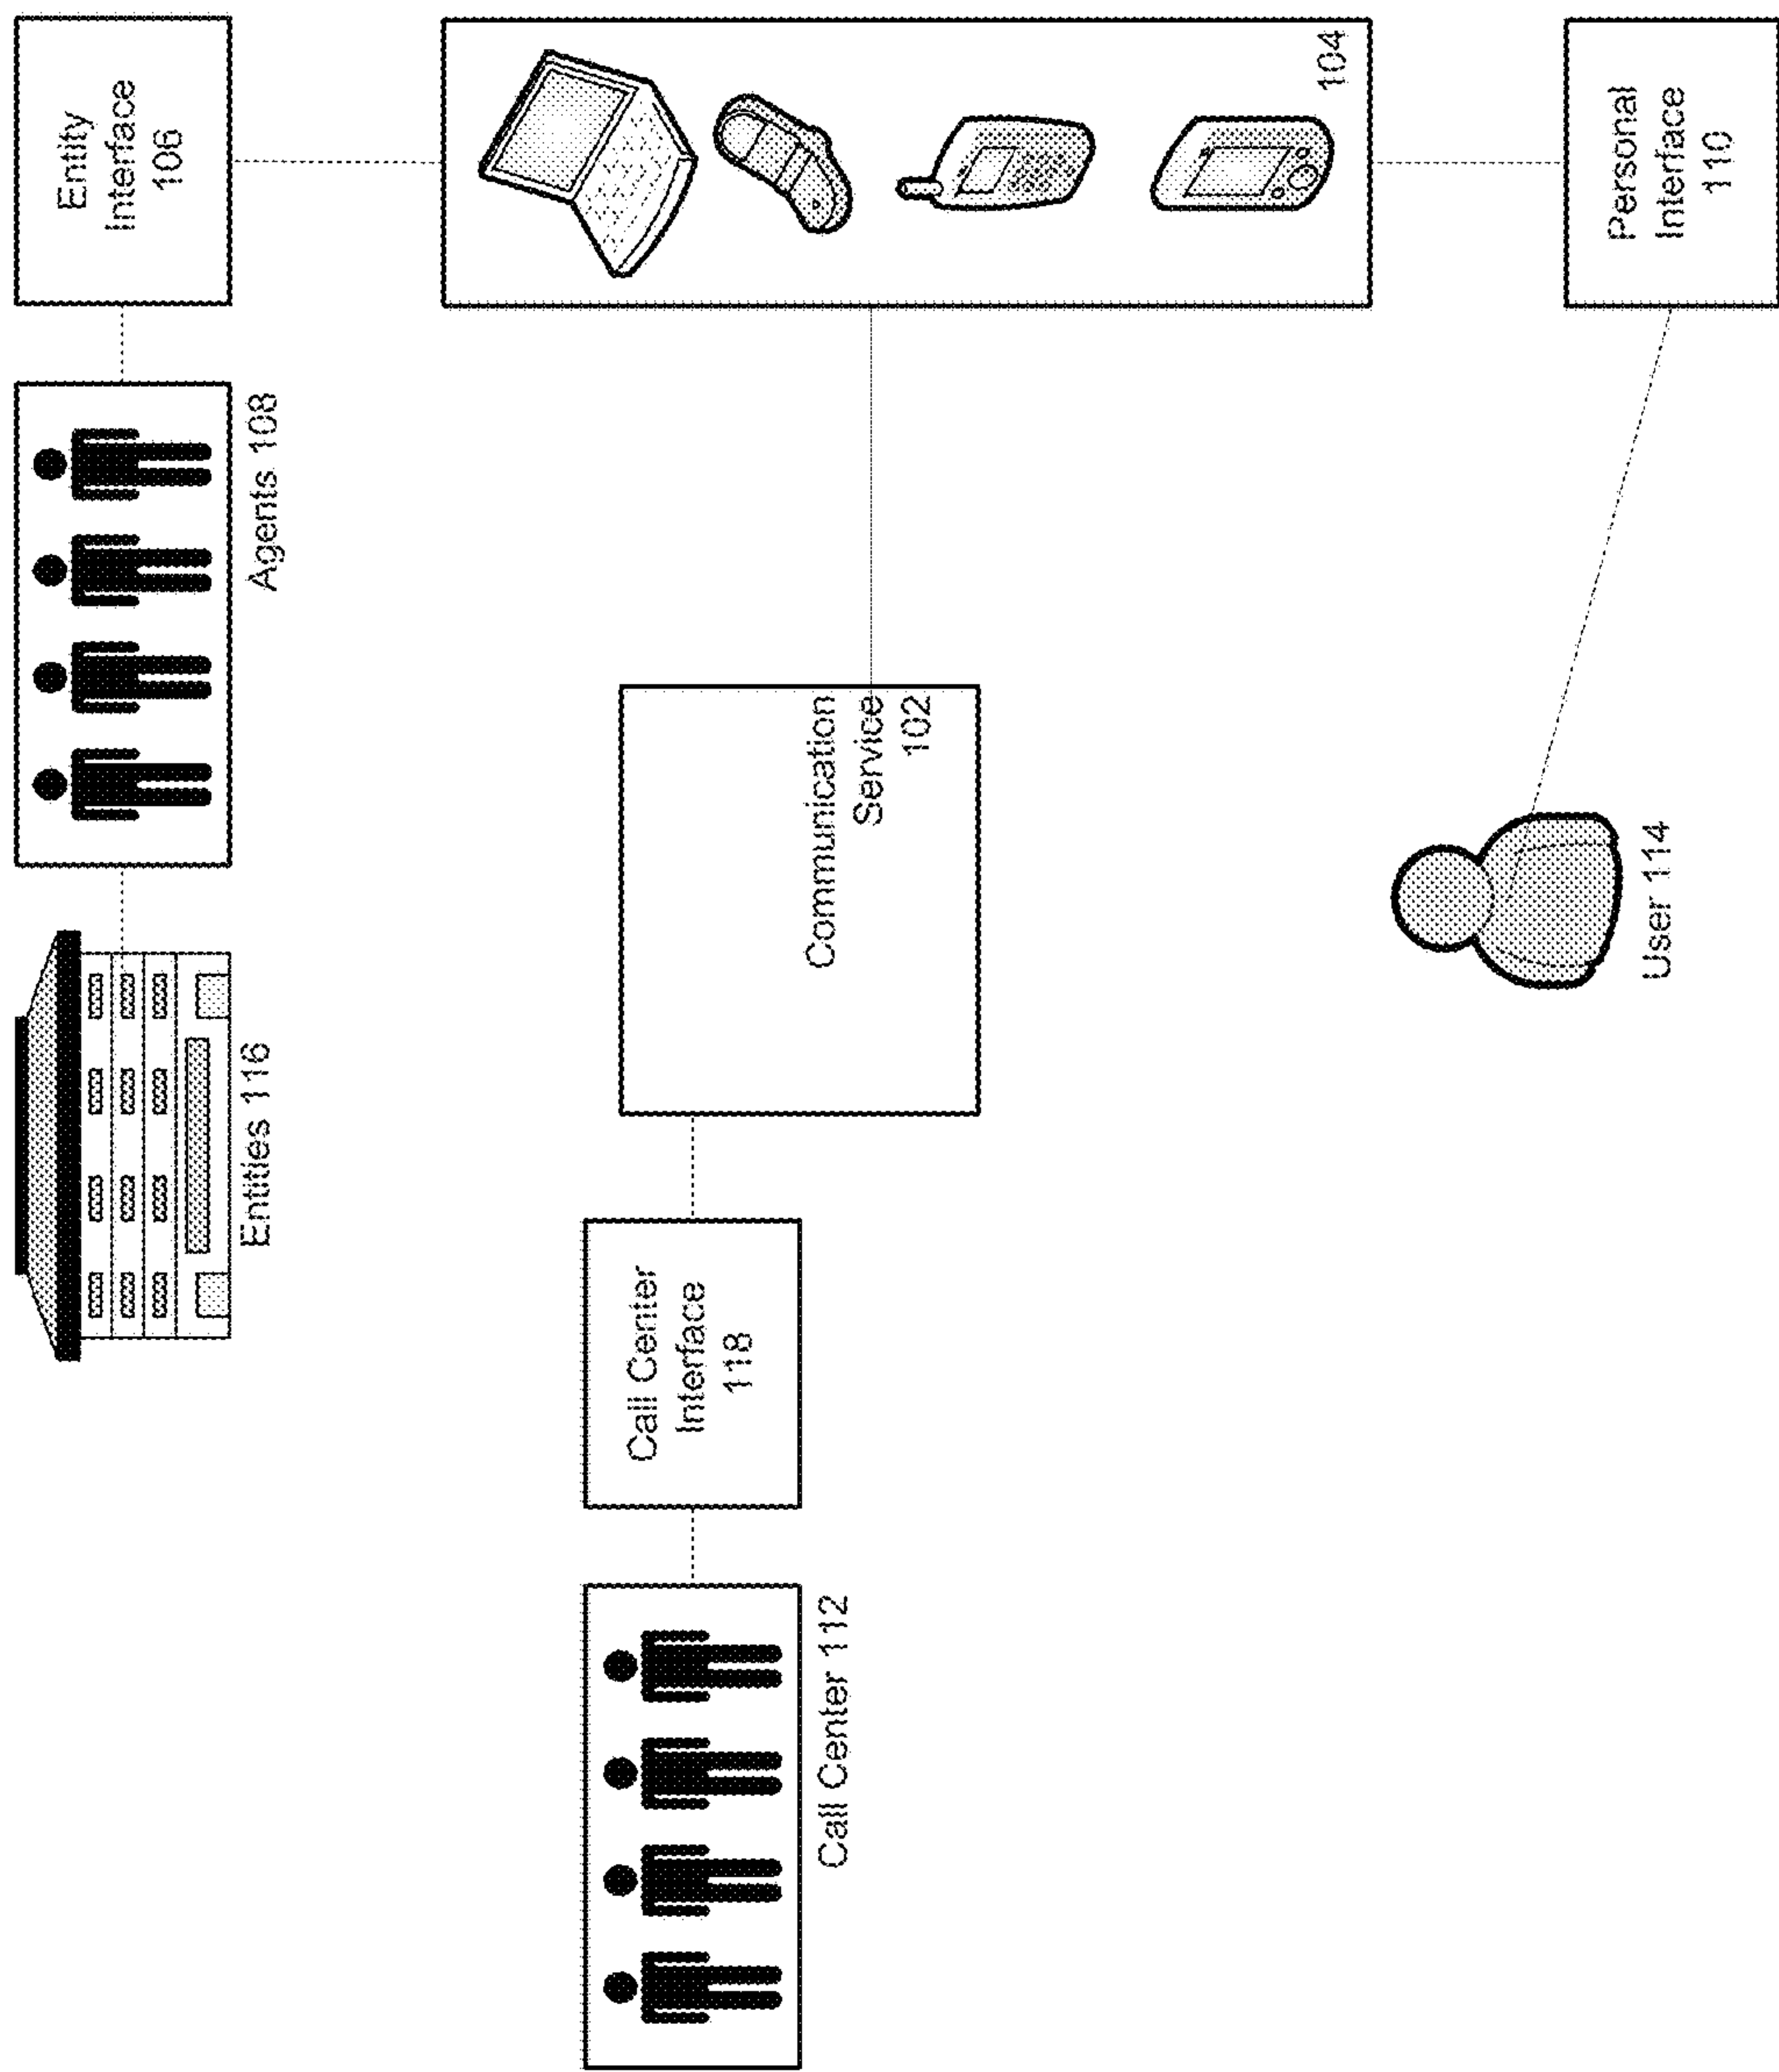 Entities 116
Agents 108
Entity
Interface
106
Call Center 112
Call Center
Interface
118
Communication
Service
102
104
User 114
Personal
Interface
110